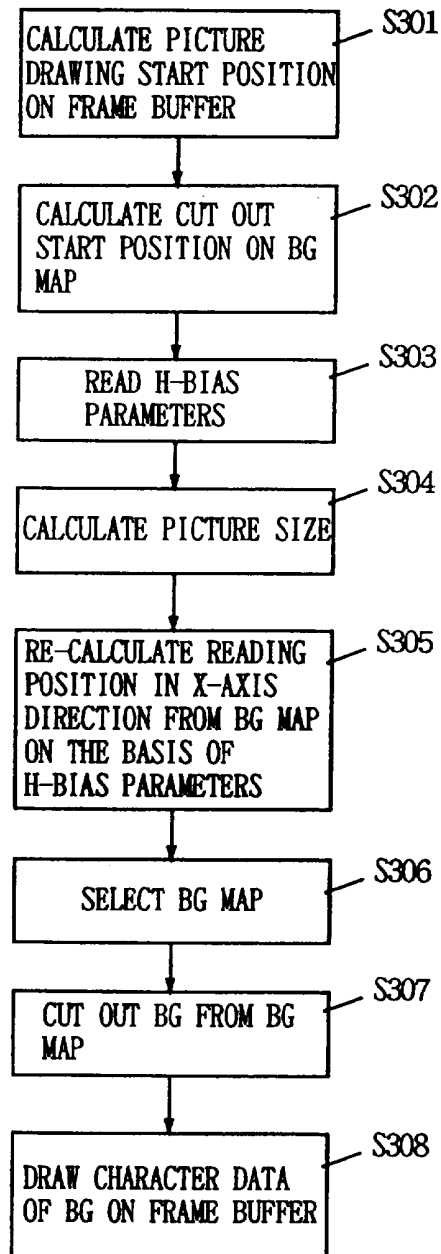 S301
CALCULATE PICTURE
DRAWING START POSITION
ON FRAME BUFFER
S302
CALCULATE CUT OUT
START POSITION ON BG
MAP
S303
READ H-BIAS
PARAMETERS
S304
CALCULATE PICTURE SIZE
S305
RE-CALCULATE READING
POSITION IN X-AXIS
DIRECTION FROM BG MAP
ON THE BASIS OF
H-BIAS PARAMETERS
S306
SELECT BG MAP
S307
CUT OUT BG FROM BG
MAP
S308
DRAW CHARACTER DATA
OF BG ON FRAME BUFFER